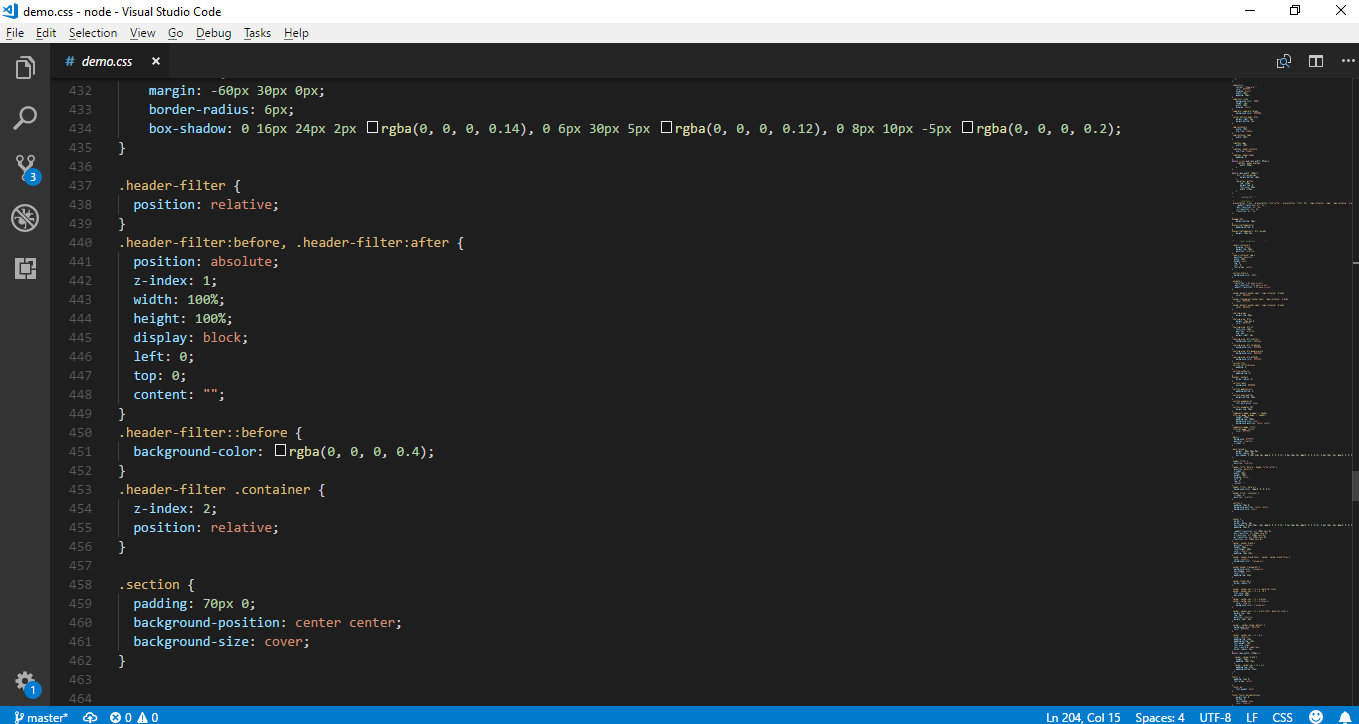 demo.css - node - Visual Studio Code
File Edit Selection View Go Debug Tasks Help
# demo.css ×
432 margin: -60px 30px 0px;
433 border-radius: 6px;
434 box-shadow: 0 16px 24px 2px rgba(0, 0, 0, 0.14), 0 6px 30px 5px rgba(0, 0, 0, 0.12), 0 8px 10px -5px rgba(0, 0, 0, 0.2);
435 }
436
437 .header-filter {
438 position: relative;
439 }
440 .header-filter:before, .header-filter:after {
441 position: absolute;
442 z-index: 1;
443 width: 100%;
444 height: 100%;
445 display: block;
446 left: 0;
447 top: 0;
448 content: "";
449 }
450 .header-filter::before {
451 background-color: rgba(0, 0, 0, 0.4);
452 }
453 .header-filter .container {
454 z-index: 2;
455 position: relative;
456 }
457
458 .section {
459 padding: 70px 0;
460 background-position: center center;
461 background-size: cover;
462 }
463
464
3
1
master* 0 0 Ln 204, Col 15 Spaces: 4 UTF-8 LF CSS